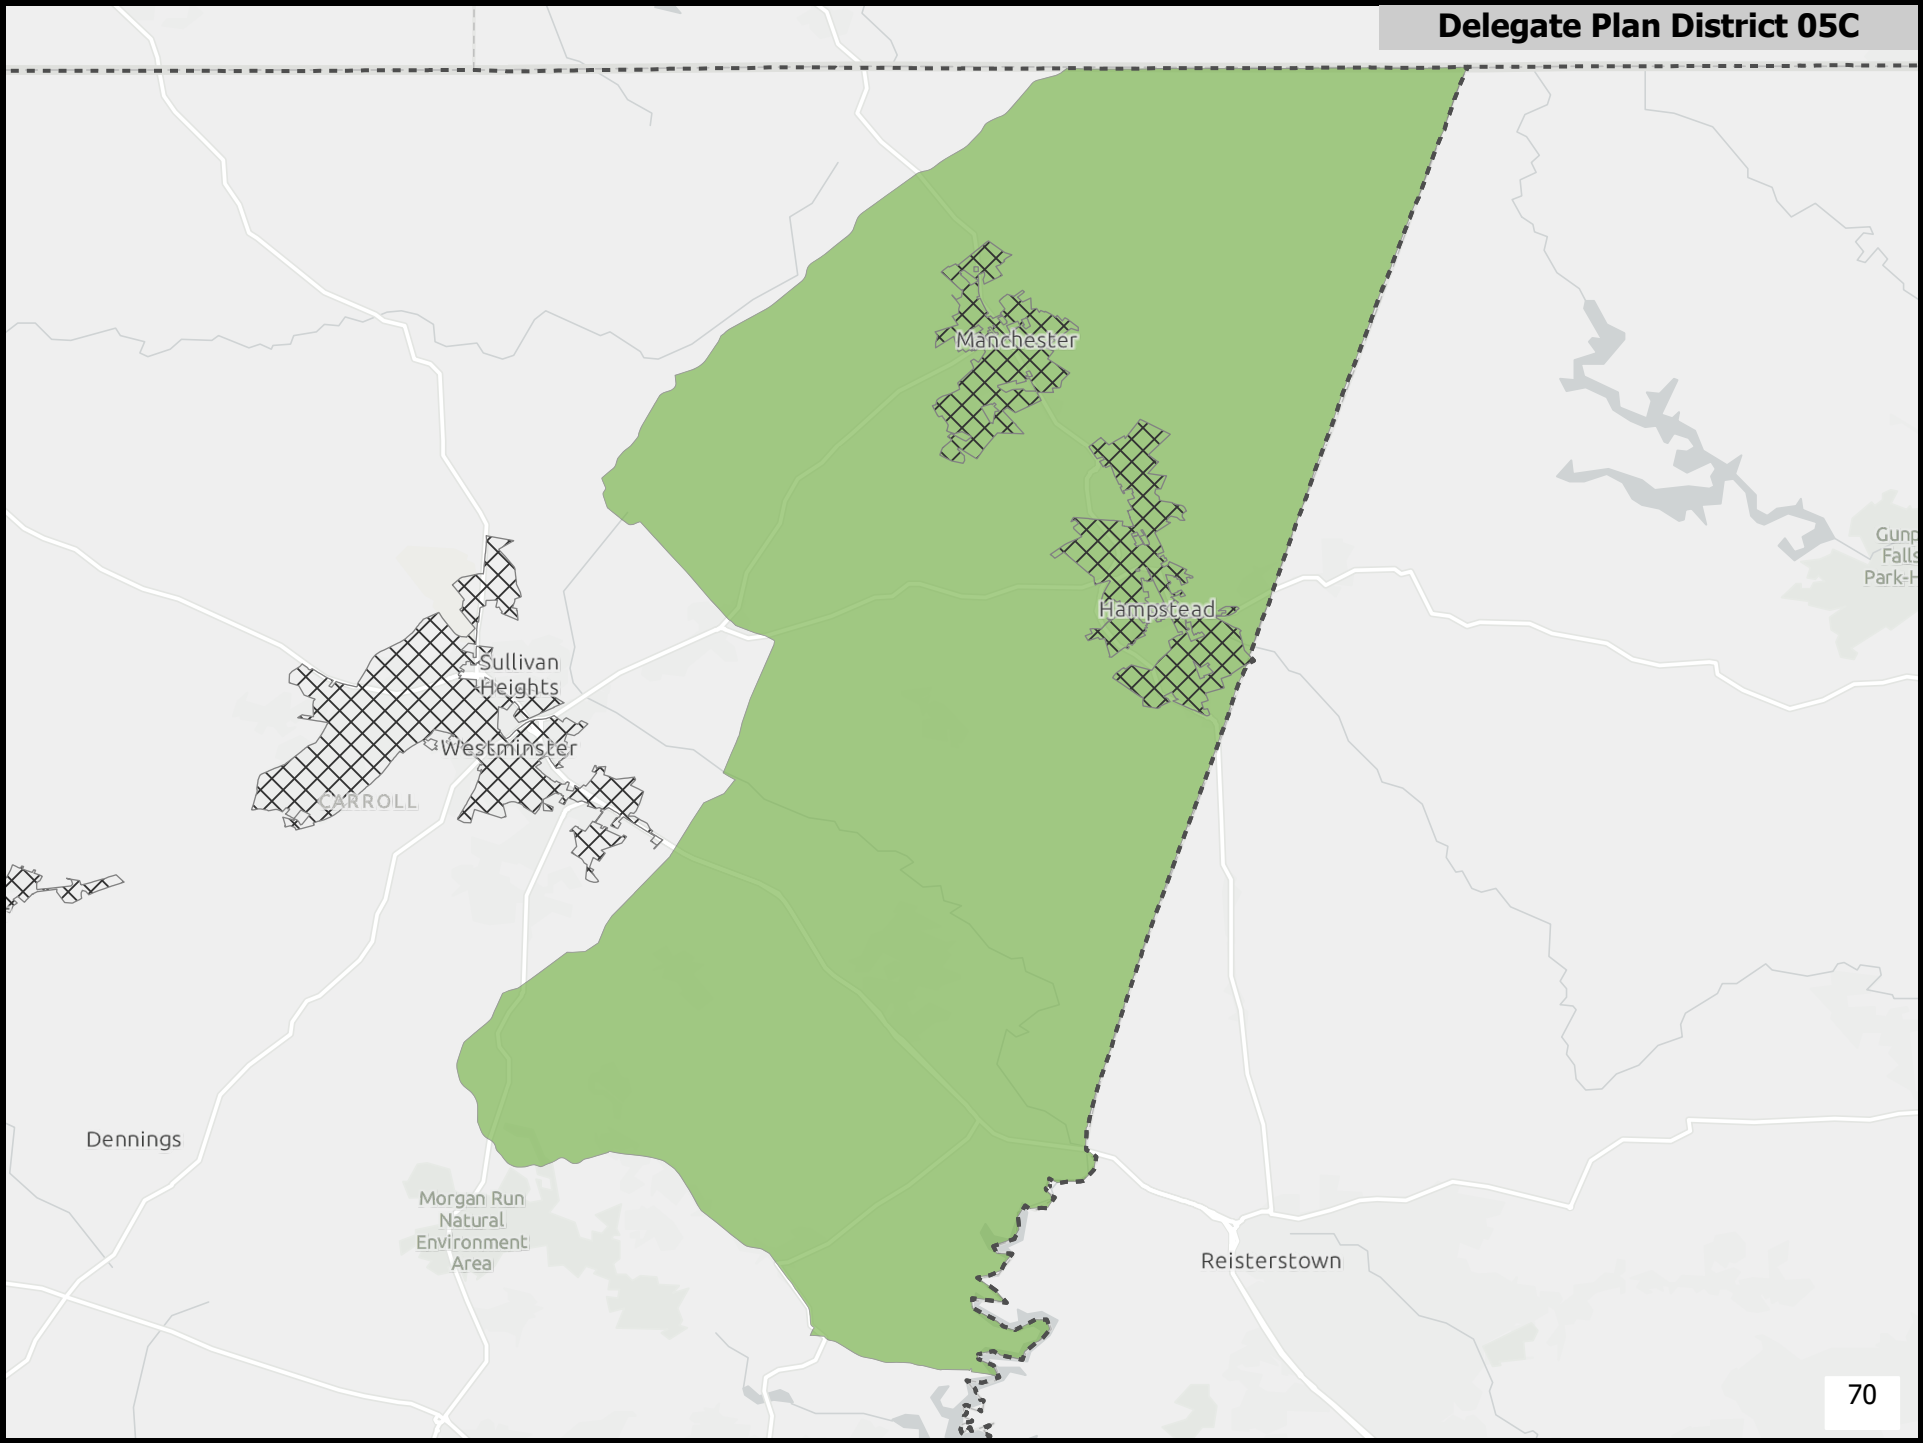 Delegate Plan District 05C
Manchester
Gunp
Falls
Park-H
Hampstead
Sullivan
Heights
Westminster
CARROLL
Dennings
Morgan Run
Natural
Environment
Area
Reisterstown
70